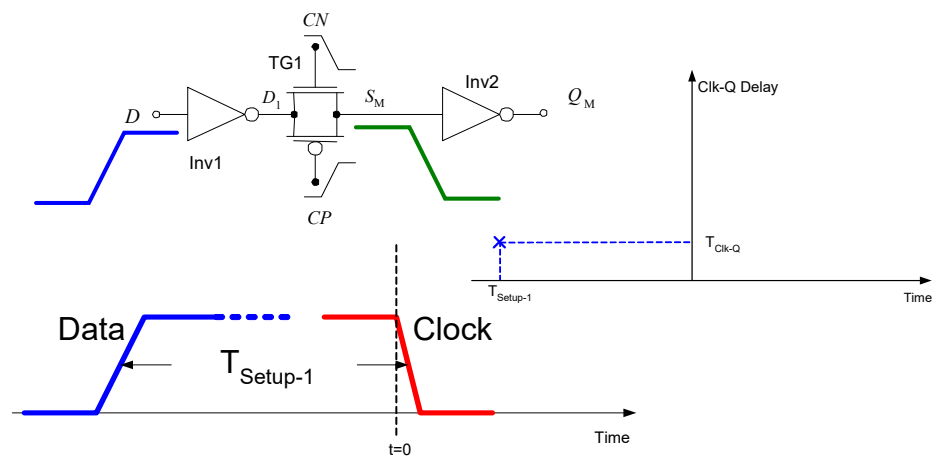 CN
TG1
D
D1
SM
Inv2
QM
Inv1
CP
Clk-Q Delay
TClk-Q
TSetup-1
Time
Data
Clock
TSetup-1
Time
t=0